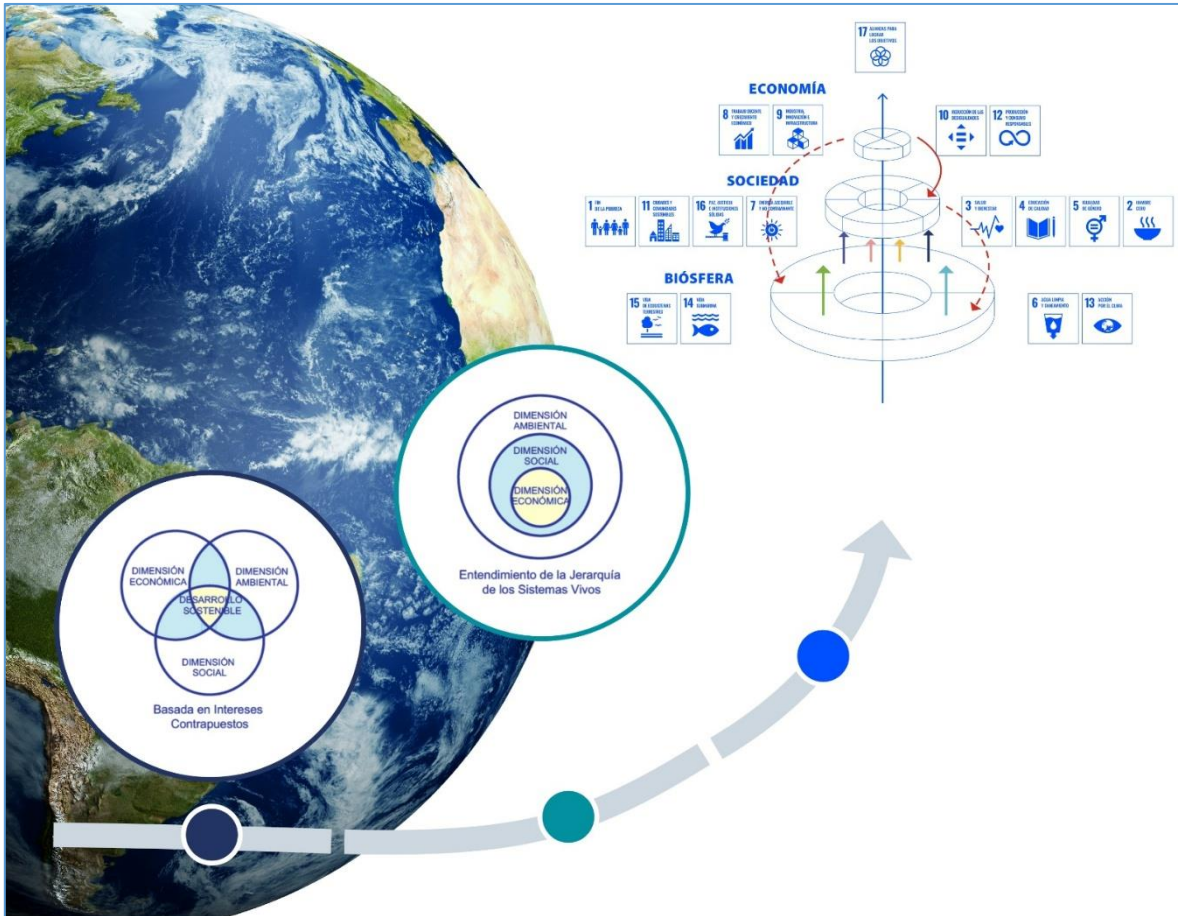 17 ALIANZAS PARA
LOGRAR
LOS OBJETIVOS
ECONOMÍA
8 TRABAJO DECENTE
Y CRECIMIENTO
ECONÓMICO
9 INDUSTRIA,
INNOVACIÓN E
INFRAESTRUCTURA
10 REDUCCIÓN DE LAS
DESIGUALDADES
12 PRODUCCIÓN
Y CONSUMO
RESPONSABLES
SOCIEDAD
1 FIN
DE LA POBREZA
11 CIUDADES Y
COMUNIDADES
SOSTENIBLES
16 PAZ, JUSTICIA
E INSTITUCIONES
SÓLIDAS
7 ENERGÍA ASEQUIBLE
Y NO CONTAMINANTE
3 SALUD
Y BIENESTAR
4 EDUCACIÓN
DE CALIDAD
5 IGUALDAD
DE GÉNERO
2 HAMBRE
CERO
BIÓSFERA
15 VIDA
DE ECOSISTEMAS
TERRESTRES
14 VIDA
SUBMARINA
6 AGUA LIMPIA
Y SANEAMIENTO
13 ACCIÓN
POR EL CLIMA
DIMENSIÓN
AMBIENTAL
DIMENSIÓN
SOCIAL
DIMENSIÓN
ECONÓMICA
Entendimiento de la Jerarquía
de los Sistemas Vivos
DIMENSIÓN
ECONÓMICA
DIMENSIÓN
AMBIENTAL
DESARROLLO
SOSTENIBLE
DIMENSIÓN
SOCIAL
Basada en Intereses
Contrapuestos